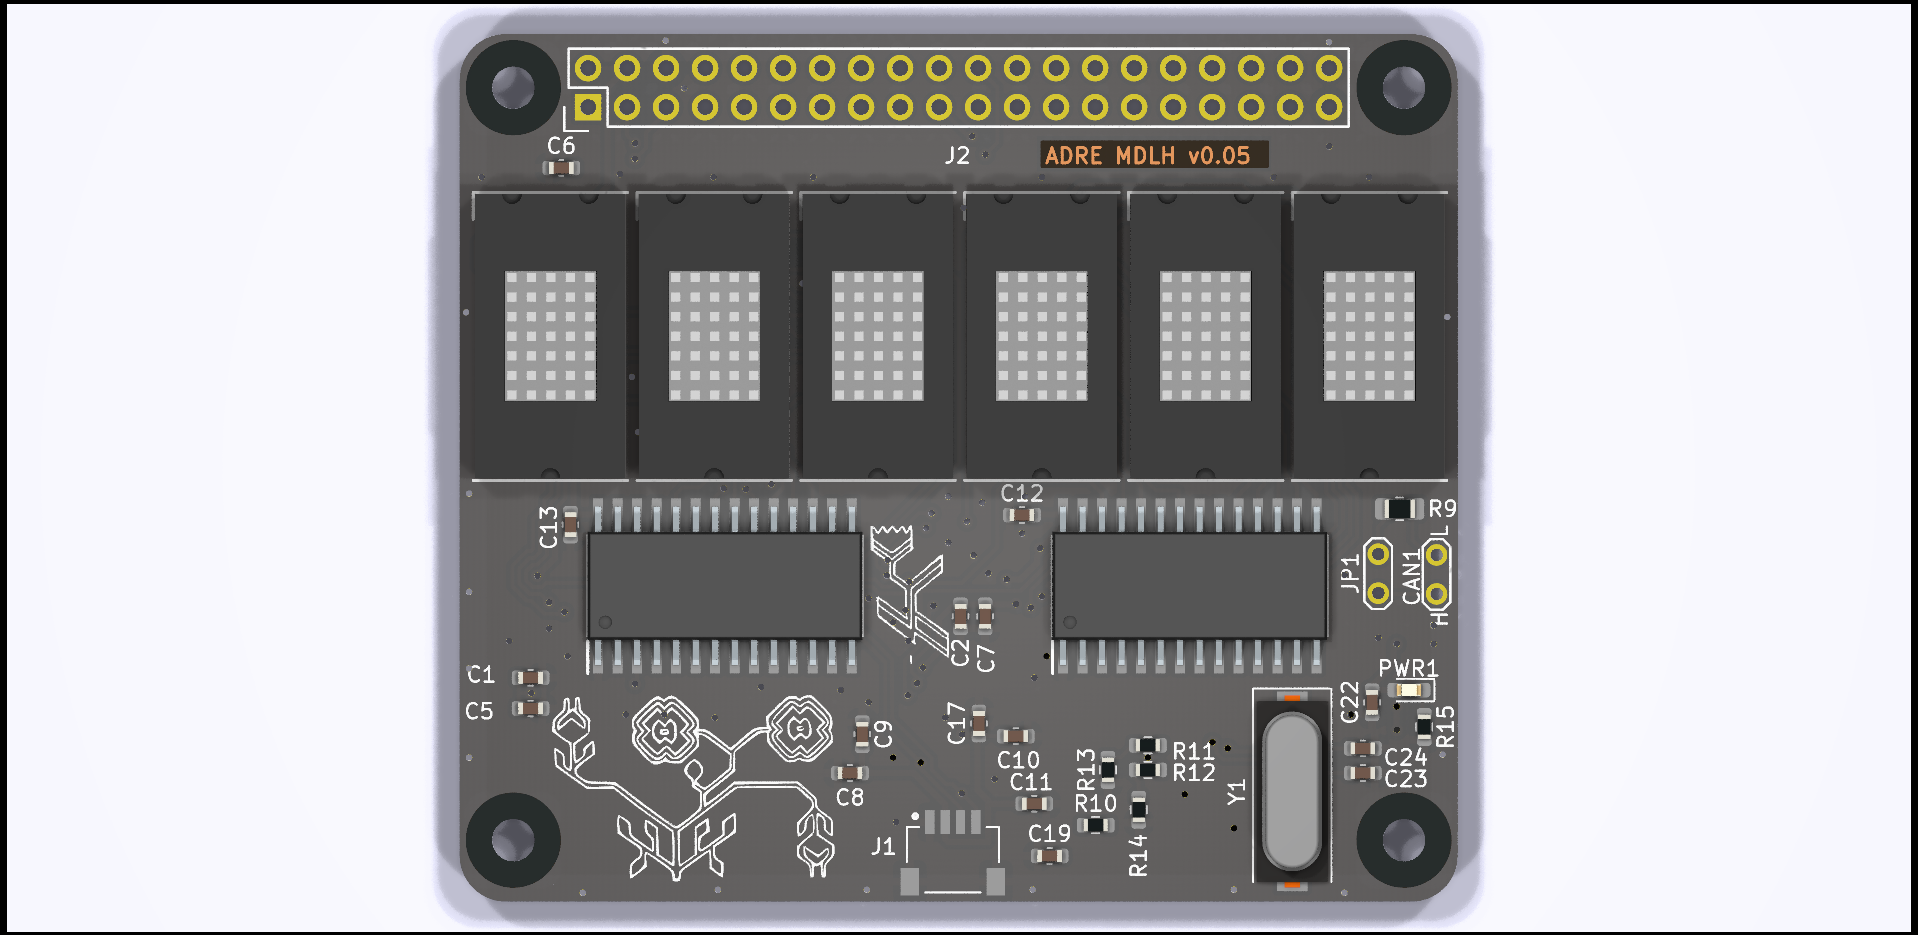 C6
J2
ADRE MDLH v0.05
C12
C13
R9
L
JP1
CAN1
H
C2
C7
C1
C5
PWR1
C22
R15
C17
C9
C10
C8
C11
R13
R11
R12
R10
Y1
C24
C23
C19
J1
R14